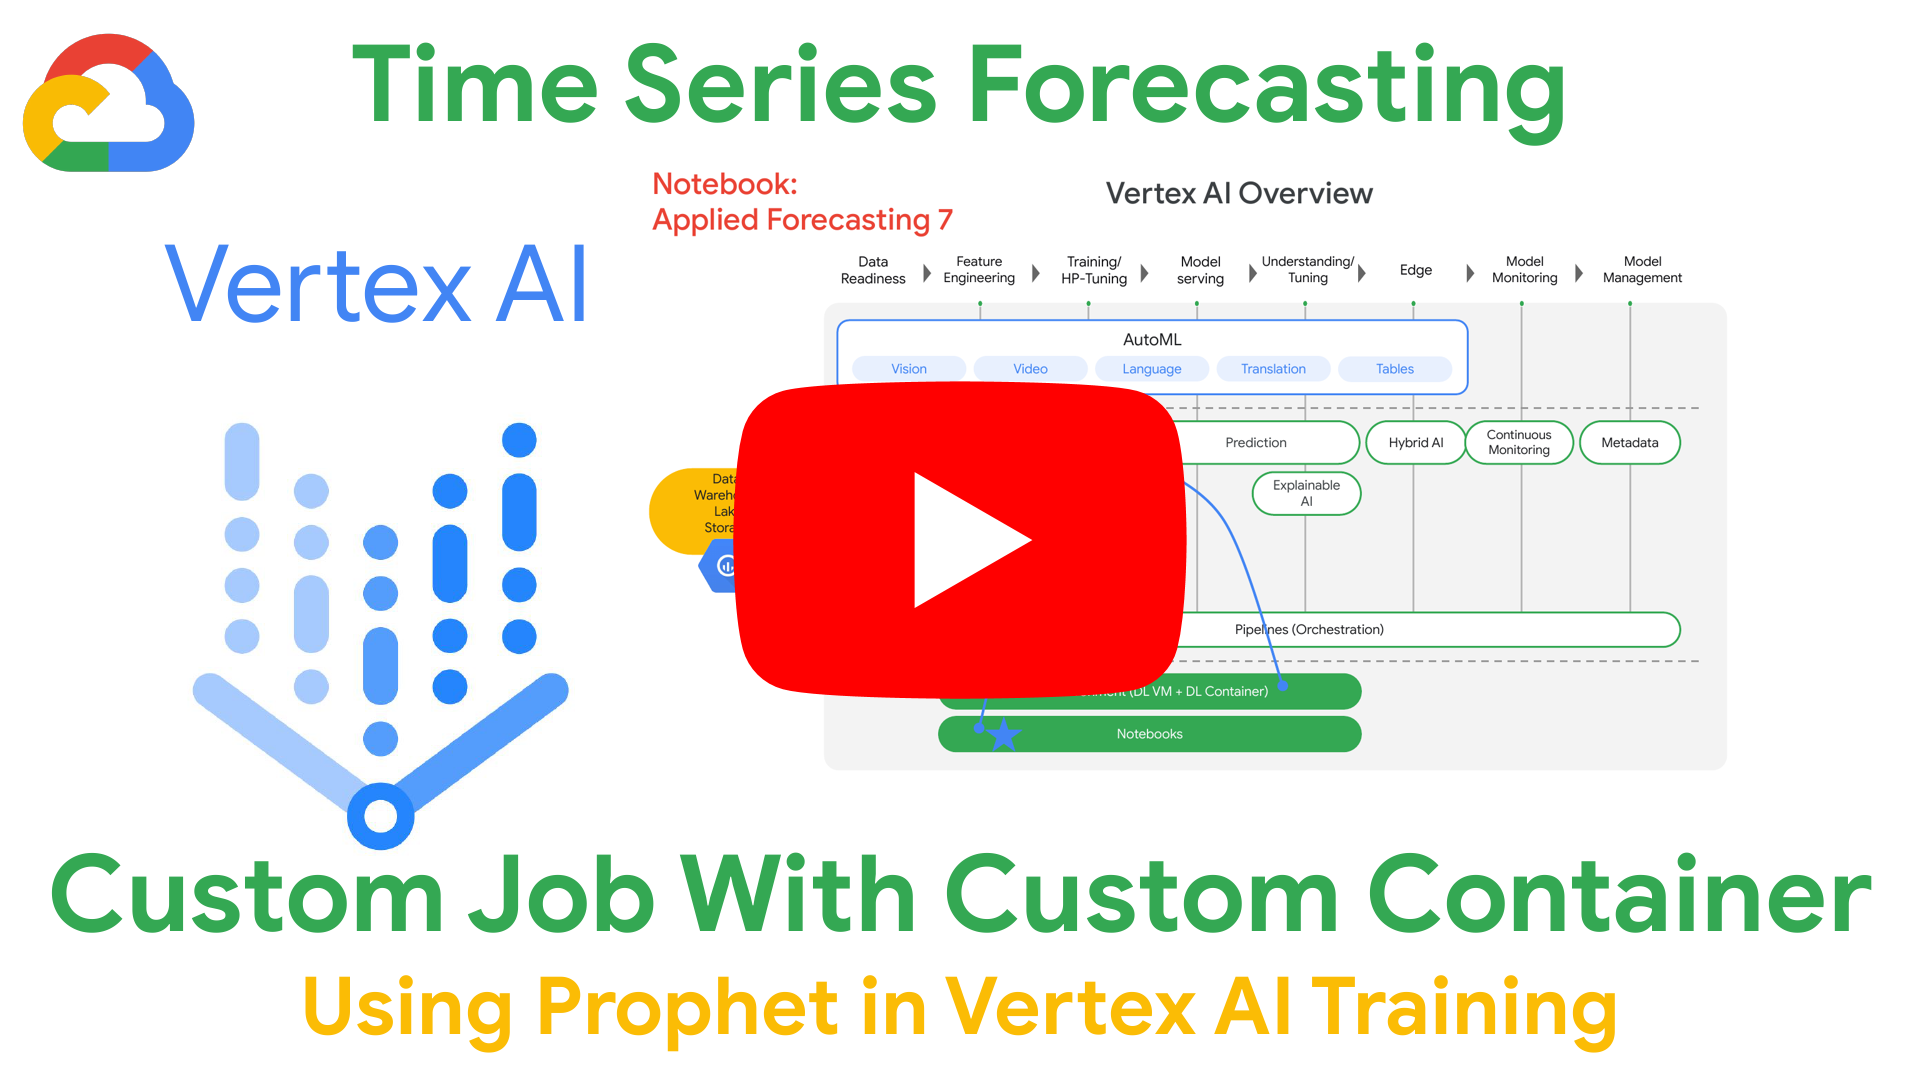 Time Series Forecasting
Notebook:
Applied Forecasting 7
Vertex AI Overview
Vertex AI
Data
Readiness
Feature
Engineering
Training/
HP-Tuning
Model
serving
Understanding/
Tuning
Edge
Model
Monitoring
Model
Management
AutoML
Vision
Video
Language
Translation
Tables
Prediction
Hybrid AI
Continuous
Monitoring
Metadata
Explainable
AI
Data
Pipelines (Orchestration)
(DL VM + DL Container)
Notebooks
Custom Job With Custom Container
Using Prophet in Vertex AI Training